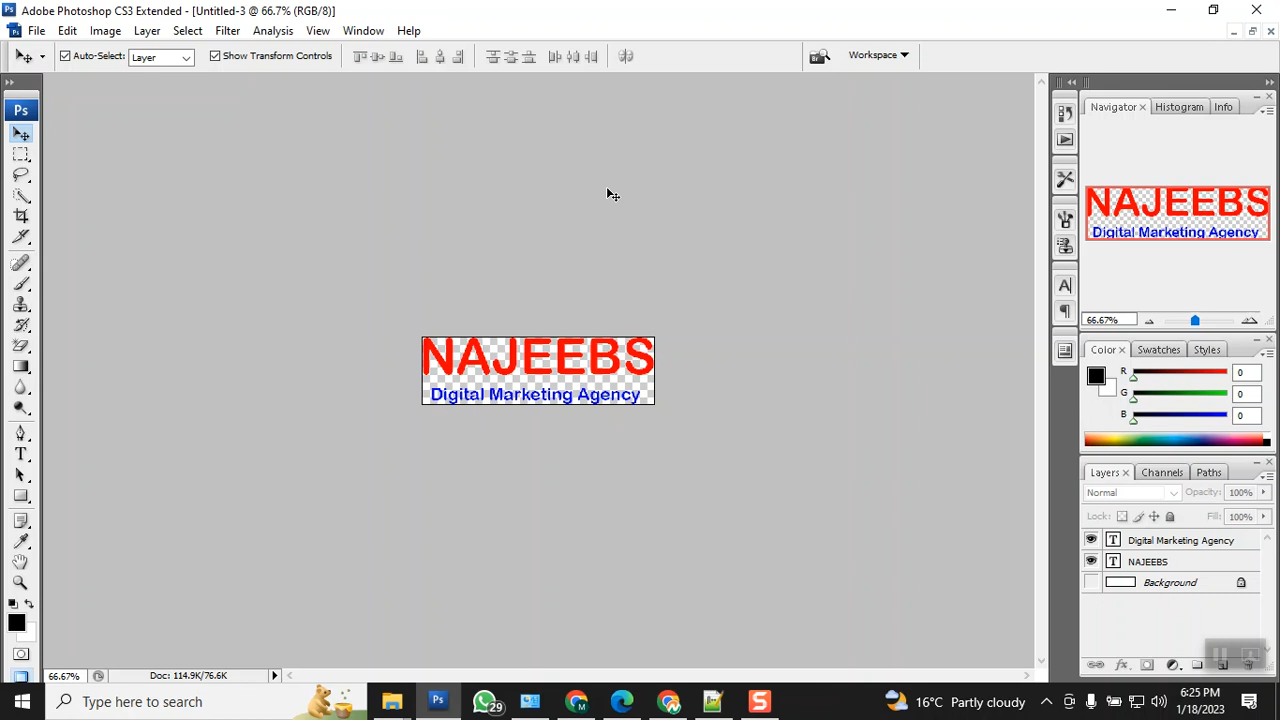 Adobe Photoshop CS3 Extended - [Untitled-3 @ 66.7% (RGB/8)]
Ps File Edit Image Layer Select Filter Analysis View Window Help
Auto-Select: Layer Show Transform Controls Br Workspace
Ps
Navigator Histogram Info
NAJEEBS
Digital Marketing Agency
66.67%
NAJEEBS
Digital Marketing Agency
Color Swatches Styles
R 0
G 0
B 0
Layers Channels Paths
Normal Opacity: 100%
Lock: Fill: 100%
T Digital Marketing Agency
T NAJEEBS
Background
66.67% Doc: 114.9K/76.6K
Type here to search Ps 29 16°C Partly cloudy 6:25 PM
1/18/2023